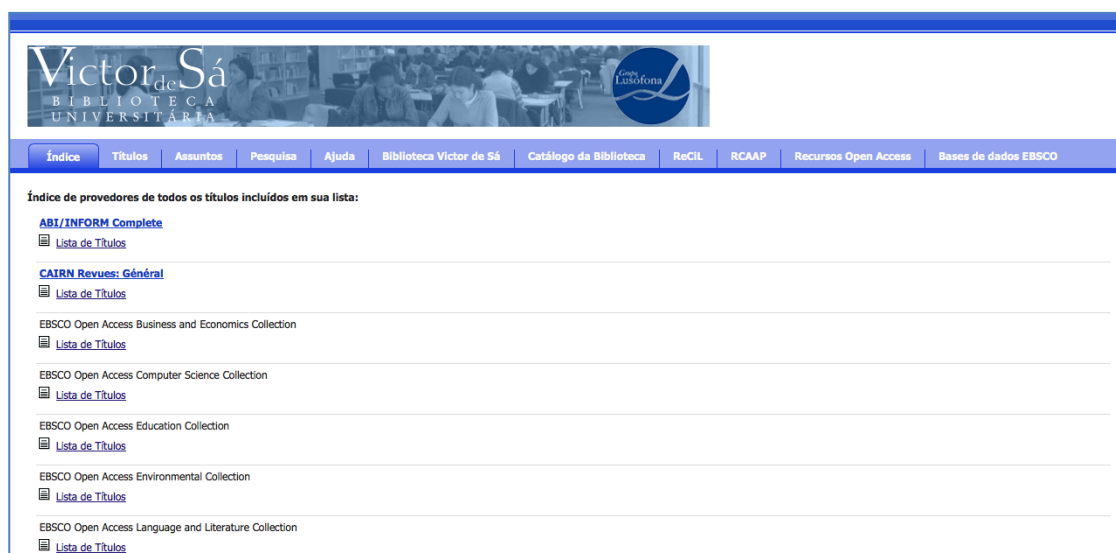 Victor de Sá
BIBLIOTECA
UNIVERSITÁRIA
Grupo
Lusófona
Índice Títulos Assuntos Pesquisa Ajuda Biblioteca Victor de Sá Catálogo da Biblioteca ReCiL RCAAP Recursos Open Access Bases de dados EBSCO
Índice de provedores de todos os títulos incluídos em sua lista:
ABI/INFORM Complete
Lista de Títulos
CAIRN Revues: Général
Lista de Títulos
EBSCO Open Access Business and Economics Collection
Lista de Títulos
EBSCO Open Access Computer Science Collection
Lista de Títulos
EBSCO Open Access Education Collection
Lista de Títulos
EBSCO Open Access Environmental Collection
Lista de Títulos
EBSCO Open Access Language and Literature Collection
Lista de Títulos